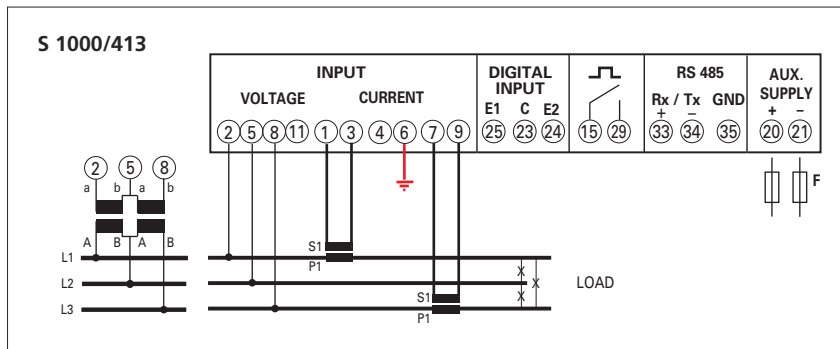 S 1000/413
INPUT
VOLTAGE CURRENT
2 5 8 11 1 3 4 6 7 9
DIGITAL
INPUT
E1 C E2
25 23 24
15 29
RS 485
Rx / Tx GND
+ –
33 34 35
AUX.
SUPPLY
+ –
20 21
F
2 5 8
a b a b
A B A B
L1
L2
L3
S1
P1
S1
P1
X
X
X
LOAD